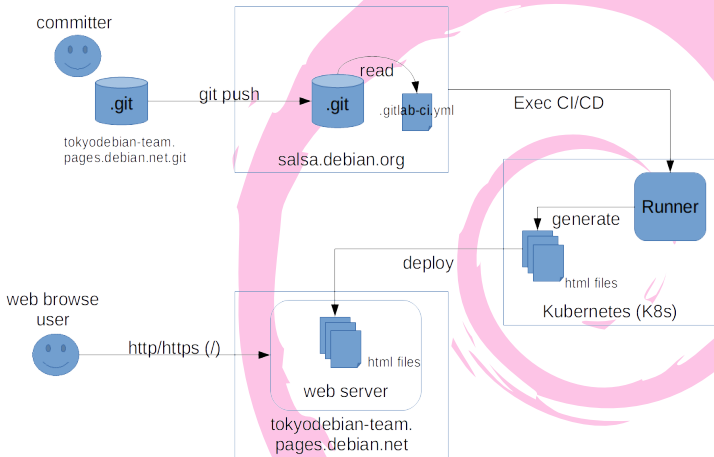 committer
.git
git push
tokyodebian-team.
pages.debian.net.git
.git
read
.gitlab-ci.yml
salsa.debian.org
Exec CI/CD
Runner
generate
html files
Kubernetes (K8s)
deploy
web browse
user
http/https (/)
html files
web server
tokyodebian-team.
pages.debian.net